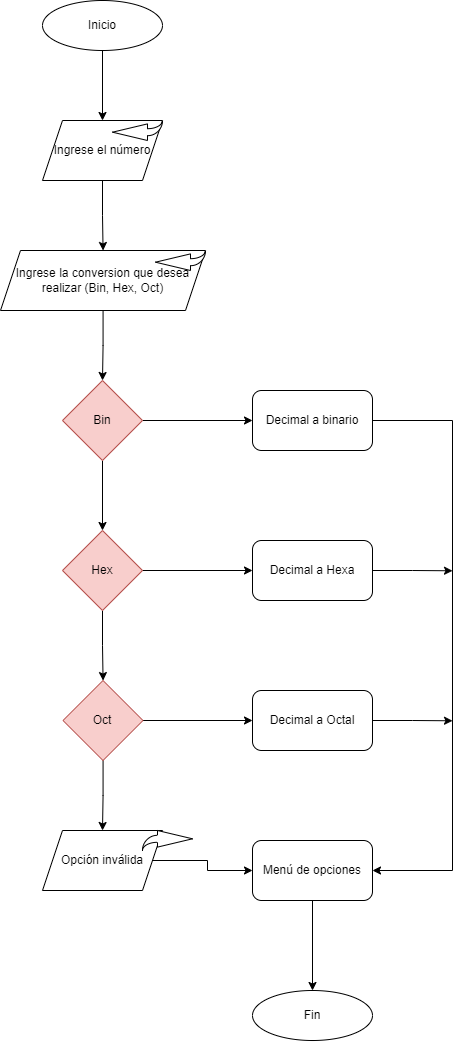 Inicio
Ingrese el número
Ingrese la conversion que desea
realizar (Bin, Hex, Oct)
Bin
Decimal a binario
Hex
Decimal a Hexa
Oct
Decimal a Octal
Opción inválida
Menú de opciones
Fin